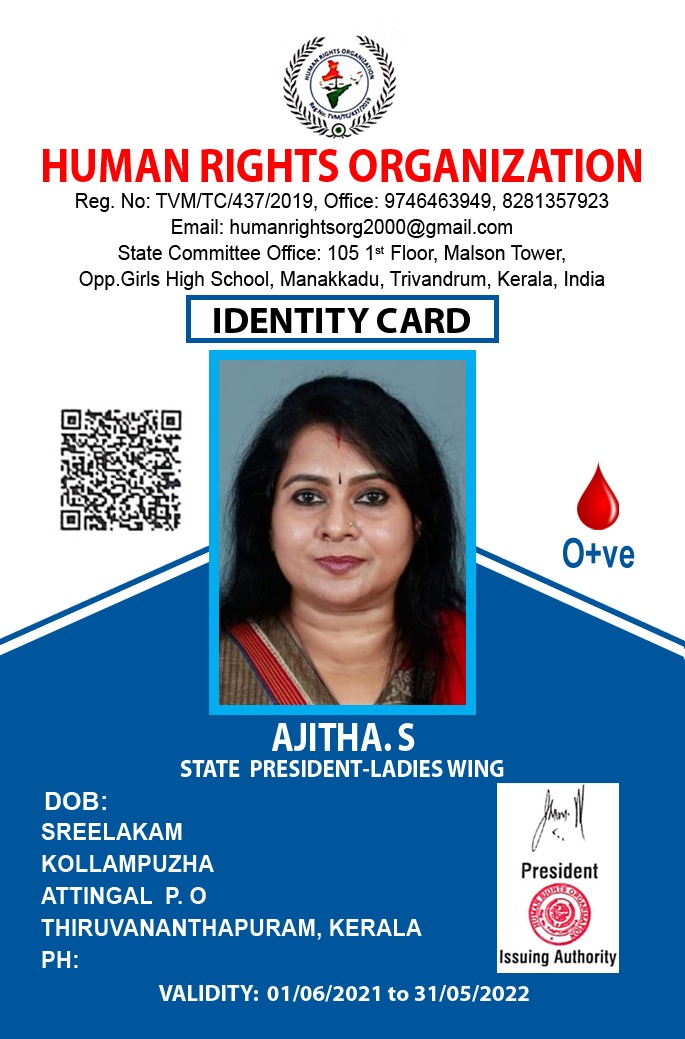 HUMAN RIGHTS ORGANIZATION
Reg No: TVM/TC/437/2019
HUMAN RIGHTS ORGANIZATION
Reg. No: TVM/TC/437/2019, Office: 9746463949, 8281357923
Email: humanrightsorg2000@gmail.com
State Committee Office: 105 1st Floor, Malson Tower,
Opp.Girls High School, Manakkadu, Trivandrum, Kerala, India
IDENTITY CARD
O+ve
AJITHA. S
STATE PRESIDENT-LADIES WING
DOB:
SREELAKAM
KOLLAMPUZHA
ATTINGAL P. O
THIRUVANANTHAPURAM, KERALA
PH:
President
HUMAN RIGHTS ORGANIZATION
Issuing Authority
VALIDITY: 01/06/2021 to 31/05/2022